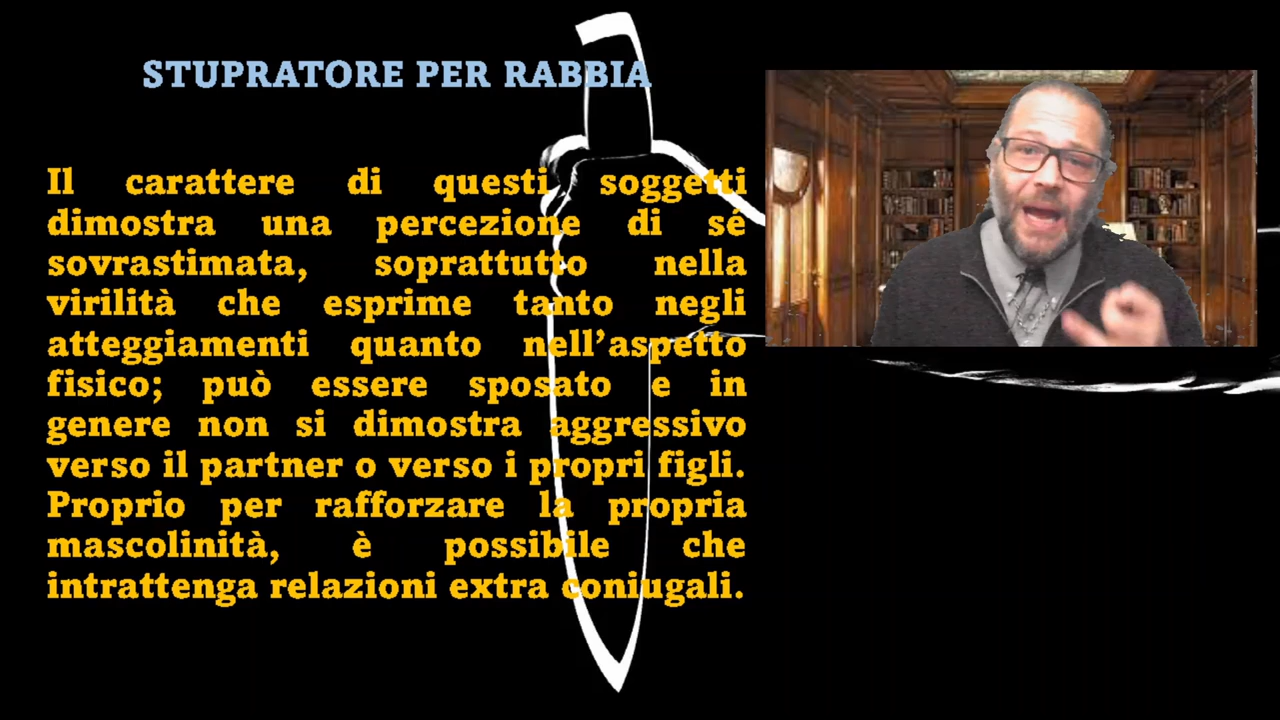 STUPRATORE PER RABBIA
Il carattere di questi soggetti
dimostra una percezione di sé
sovrastimata, soprattutto nella
virilità che esprime tanto negli
atteggiamenti quanto nell'aspetto
fisico; può essere sposato e in
genere non si dimostra aggressivo
verso il partner o verso i propri figli.
Proprio per rafforzare la propria
mascolinità, è possibile che
intrattenga relazioni extra coniugali.